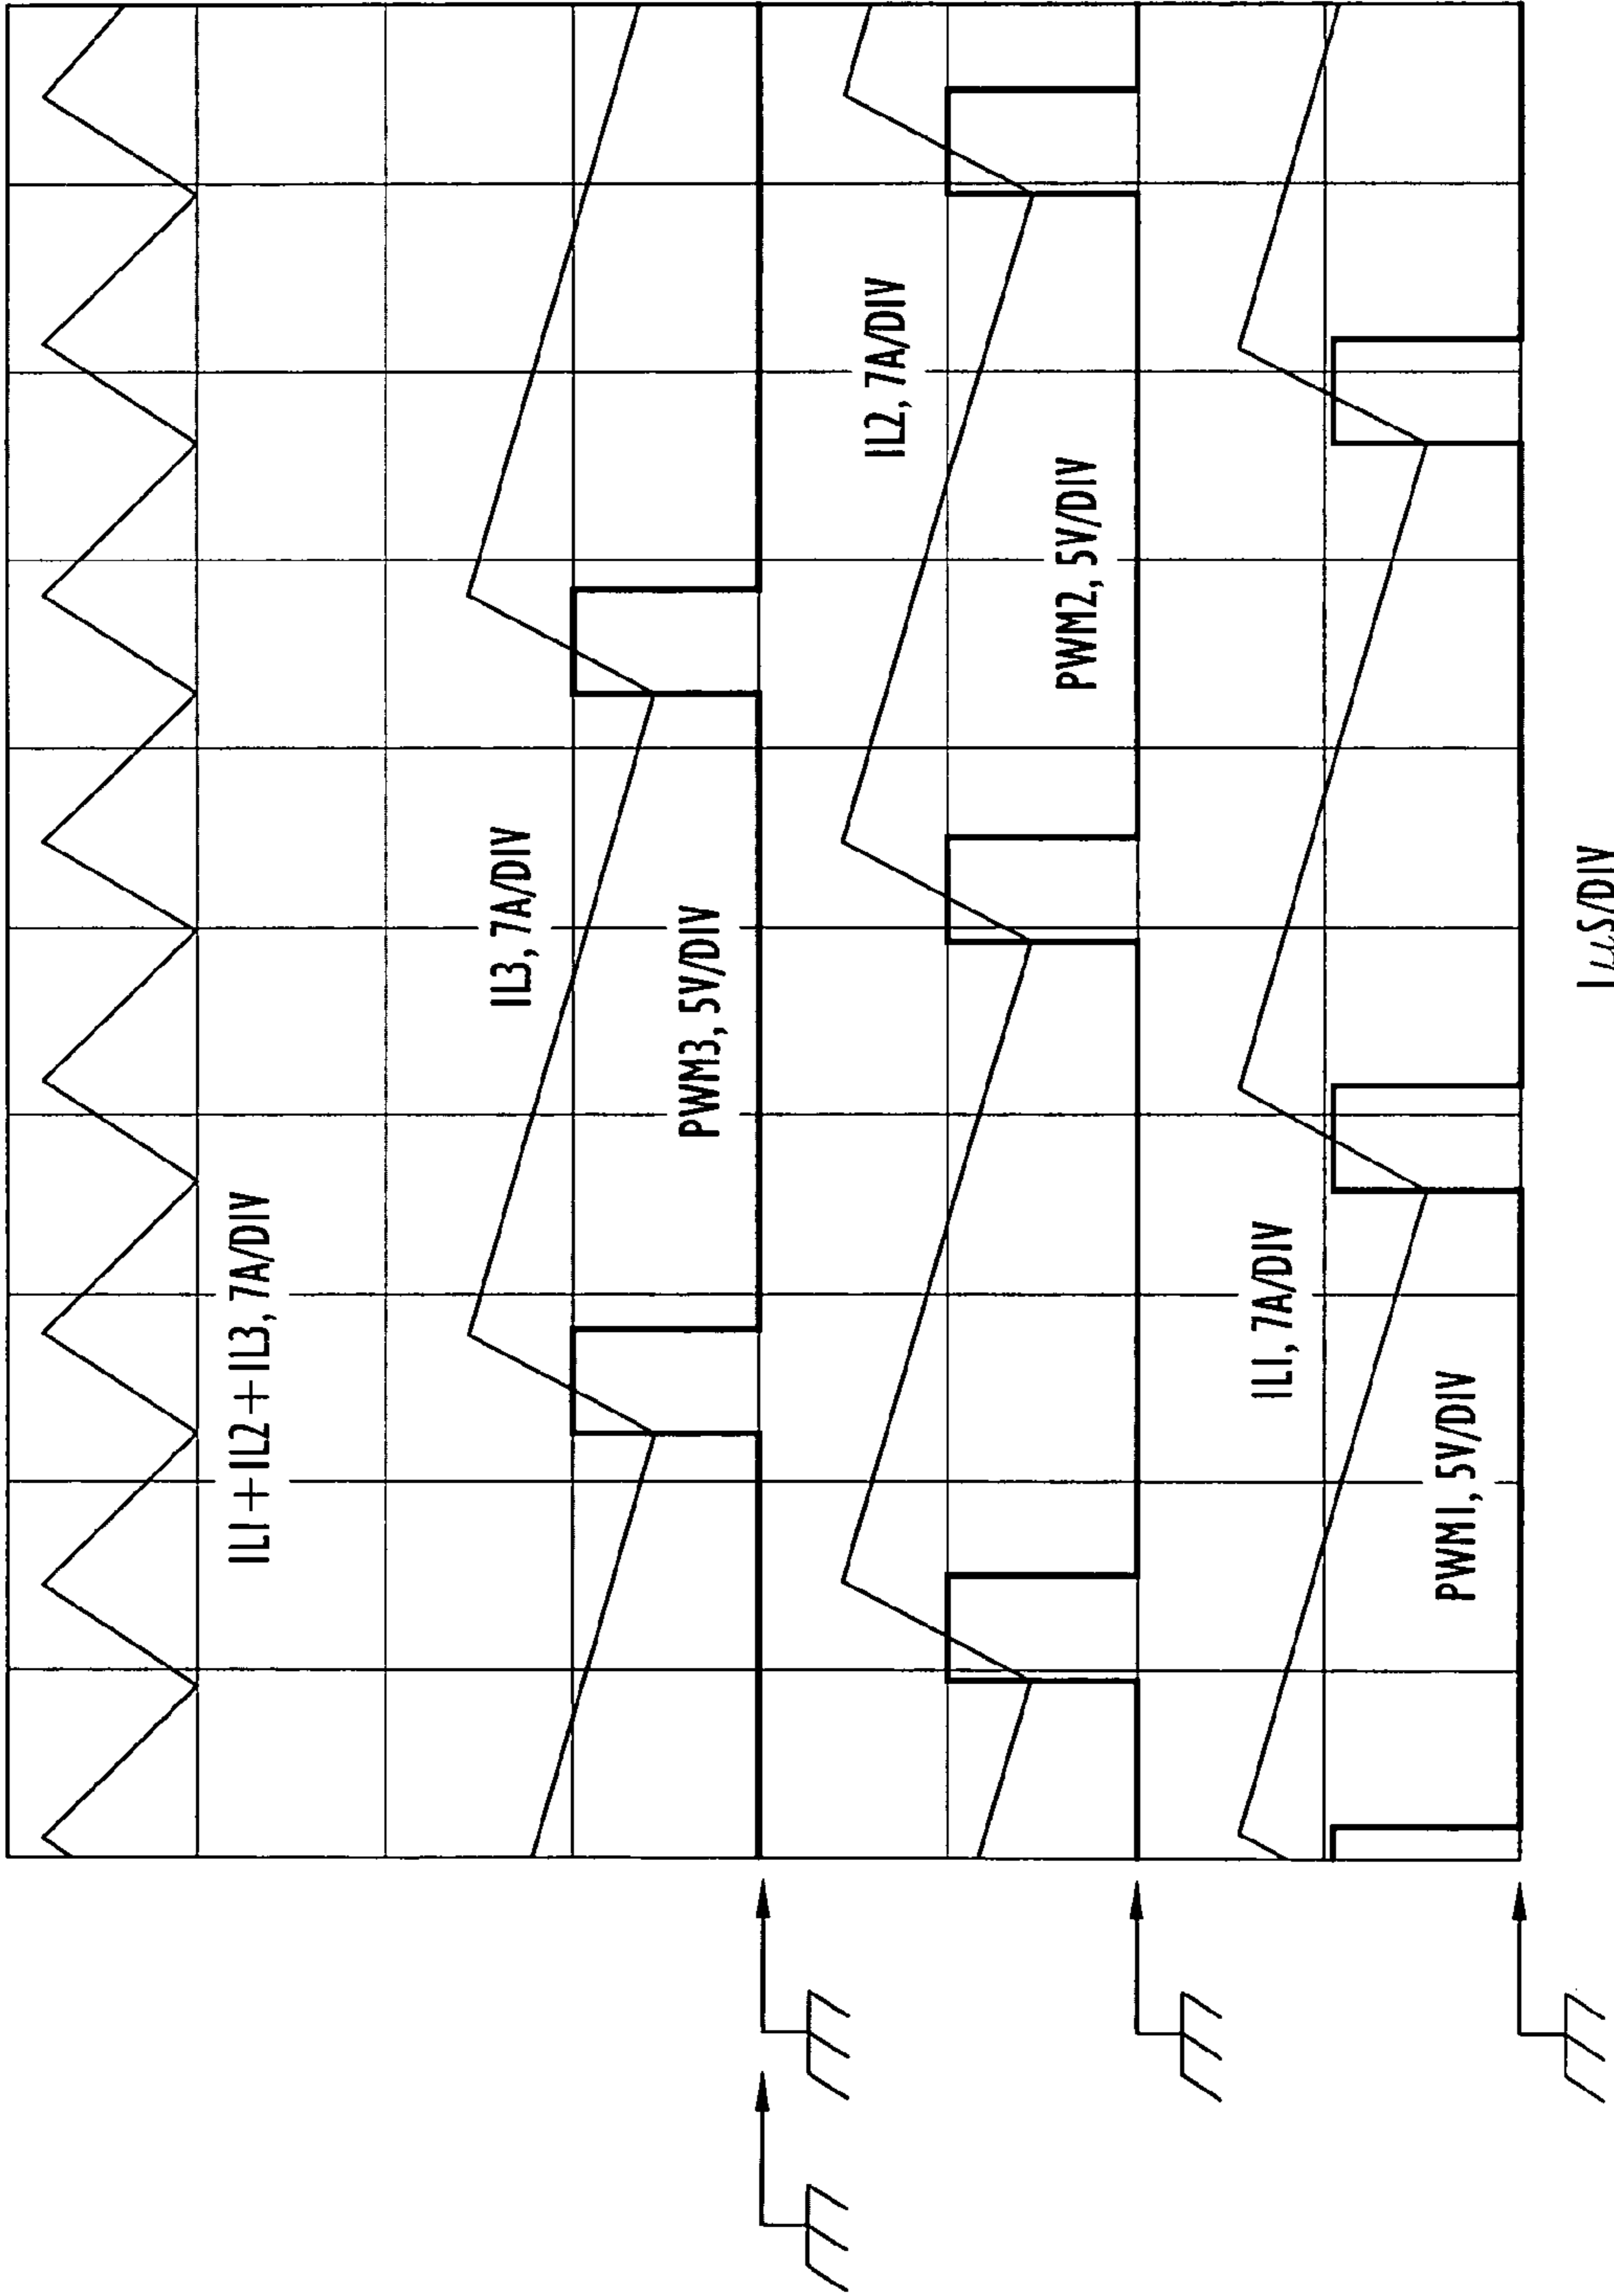 IL1+IL2+IL3, 7A/DIV
IL3, 7A/DIV
PWM3, 5V/DIV
IL2, 7A/DIV
PWM2, 5V/DIV
IL1, 7A/DIV
PWM1, 5V/DIV
1μS/DIV